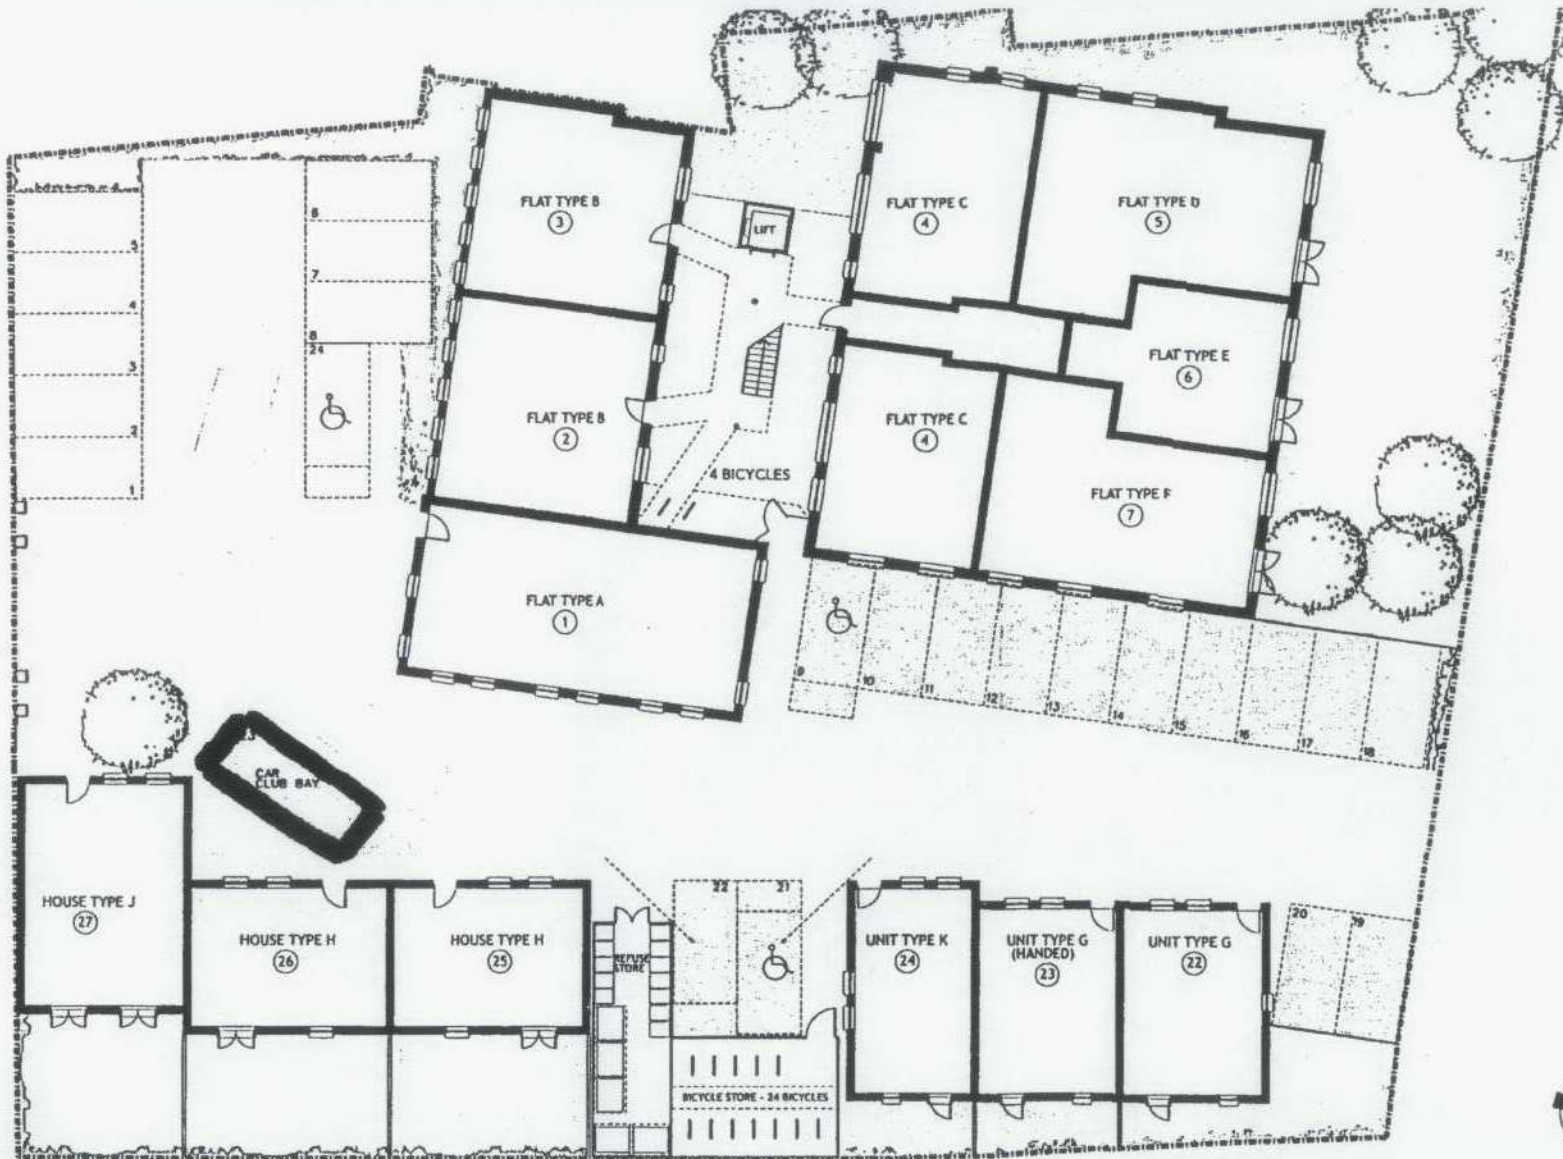 FLAT TYPE B
3
LIFT
FLAT TYPE C
4
FLAT TYPE D
5
FLAT TYPE E
6
FLAT TYPE B
2
FLAT TYPE C
4
FLAT TYPE F
7
4 BICYCLES
FLAT TYPE A
1
5
4
3
2
1
6
7
8
24
9
10
11
12
13
14
15
16
17
18
CAR
CLUB BAY
HOUSE TYPE J
27
HOUSE TYPE H
26
HOUSE TYPE H
25
REFUSE
STORE
22
21
UNIT TYPE K
24
UNIT TYPE G
(HANDED)
23
UNIT TYPE G
22
20
19
BICYCLE STORE - 24 BICYCLES